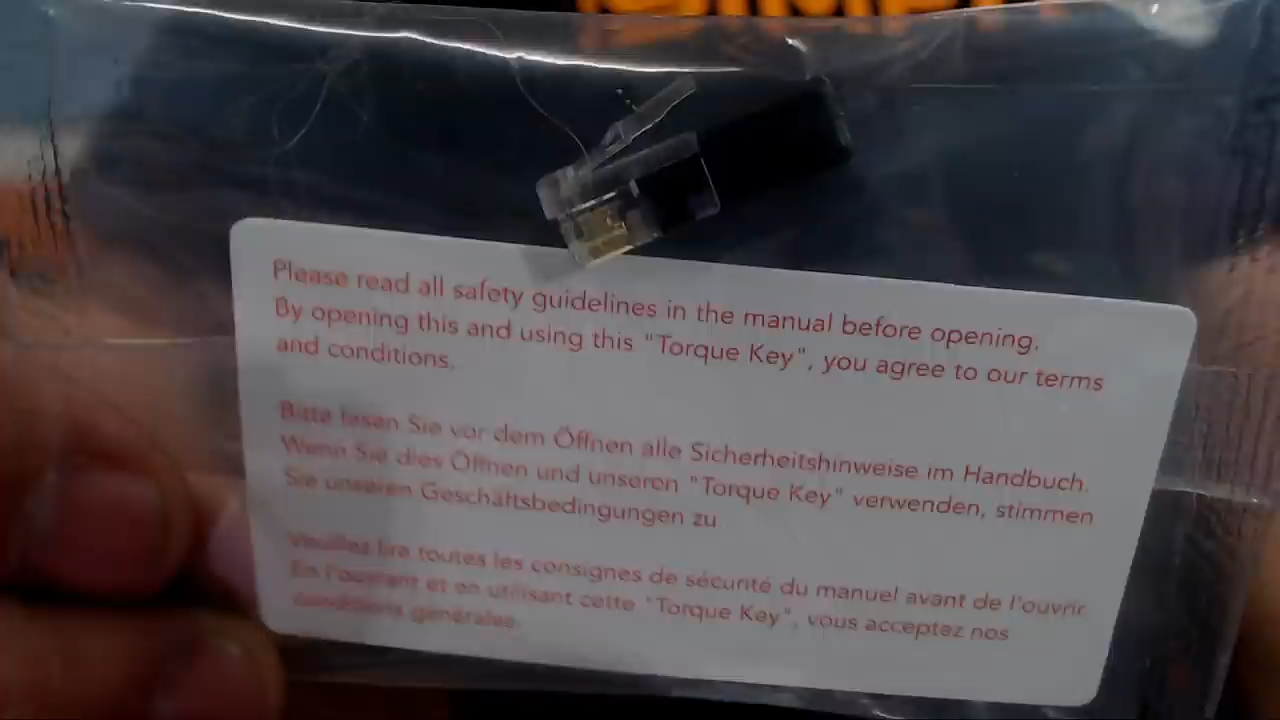 Please read all safety guidelines in the manual before opening.
By opening this and using this "Torque Key", you agree to our terms
and conditions.
Bitte lesen Sie vor dem Öffnen alle Sicherheitshinweise im Handbuch.
Wenn Sie dies Öffnen und unseren "Torque Key" verwenden, stimmen
Sie unseren Geschäftsbedingungen zu
Veuillez lire toutes les consignes de sécurité du manuel avant de l'ouvrir.
En l'ouvrant et en utilisant cette "Torque Key", vous acceptez nos
conditions générales.